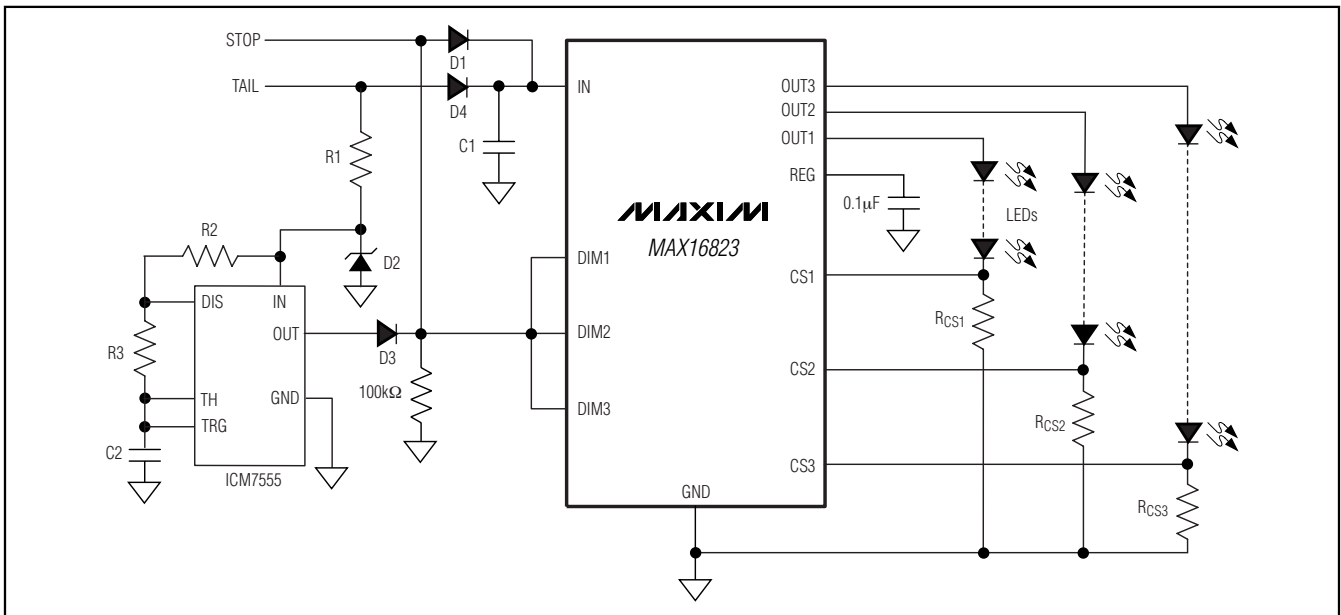 STOP
D1
TAIL
D4
C1
R1
R2
D2
DIS
IN
OUT
R3
D3
TH
GND
TRG
C2
100kΩ
ICM7555
IN
OUT3
OUT2
OUT1
REG
0.1µF
LEDs
MAXIM
MAX16823
DIM1
DIM2
DIM3
CS1
RCS1
CS2
RCS2
CS3
RCS3
GND